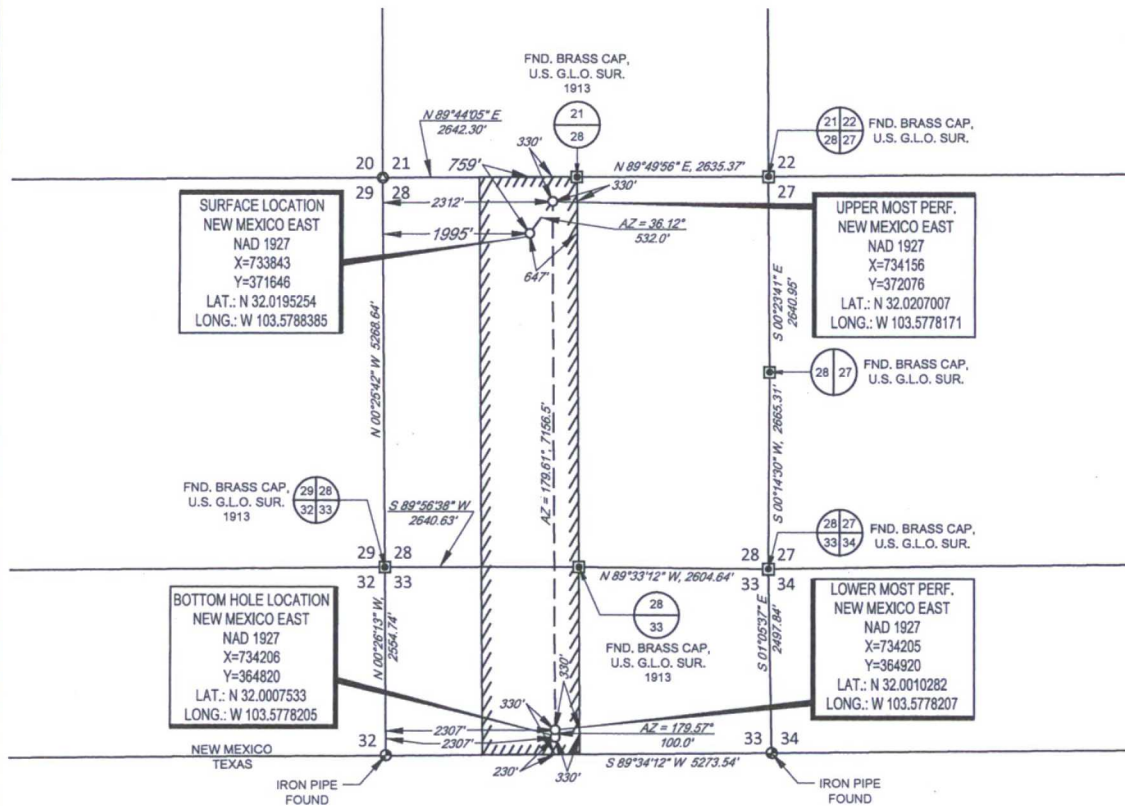 FND. BRASS CAP,
U.S. G.L.O. SUR.
1913
21
28
N 89°44'05" E
2642.30'
330'
21 22
28 27
FND. BRASS CAP,
U.S. G.L.O. SUR.
20 21
759'
N 89°49'56" E, 2635.37'
22
29 28
330'
27
2312'
SURFACE LOCATION
NEW MEXICO EAST
NAD 1927
X=733843
Y=371646
LAT.: N 32.0195254
LONG.: W 103.5788385
1995'
AZ = 36.12°
532.0'
647'
UPPER MOST PERF.
NEW MEXICO EAST
NAD 1927
X=734156
Y=372076
LAT.: N 32.0207007
LONG.: W 103.5778171
S 00°23'41" E
2640.95'
N 00°25'42" W 5268.64'
28 27
FND. BRASS CAP,
U.S. G.L.O. SUR.
AZ = 179.61°, 7156.5'
S 00°14'30" W, 2665.31'
FND. BRASS CAP,
U.S. G.L.O. SUR.
1913
29 28
32 33
S 89°56'38" W
2640.63'
28 27
33 34
FND. BRASS CAP,
U.S. G.L.O. SUR.
29 28
28 27
32 33
N 89°33'12" W, 2604.64'
33 34
28
33
FND. BRASS CAP,
U.S. G.L.O. SUR.
1913
BOTTOM HOLE LOCATION
NEW MEXICO EAST
NAD 1927
X=734206
Y=364820
LAT.: N 32.0007533
LONG.: W 103.5778205
N 00°26'13" W,
2554.74'
LOWER MOST PERF.
NEW MEXICO EAST
NAD 1927
X=734205
Y=364920
LAT.: N 32.0010282
LONG.: W 103.5778207
S 01°05'37" E
2497.84'
330'
330'
2307'
2307'
AZ = 179.57°
100.0'
32
33 34
NEW MEXICO
TEXAS
230'
330'
S 89°34'12" W 5273.54'
IRON PIPE
FOUND
IRON PIPE
FOUND